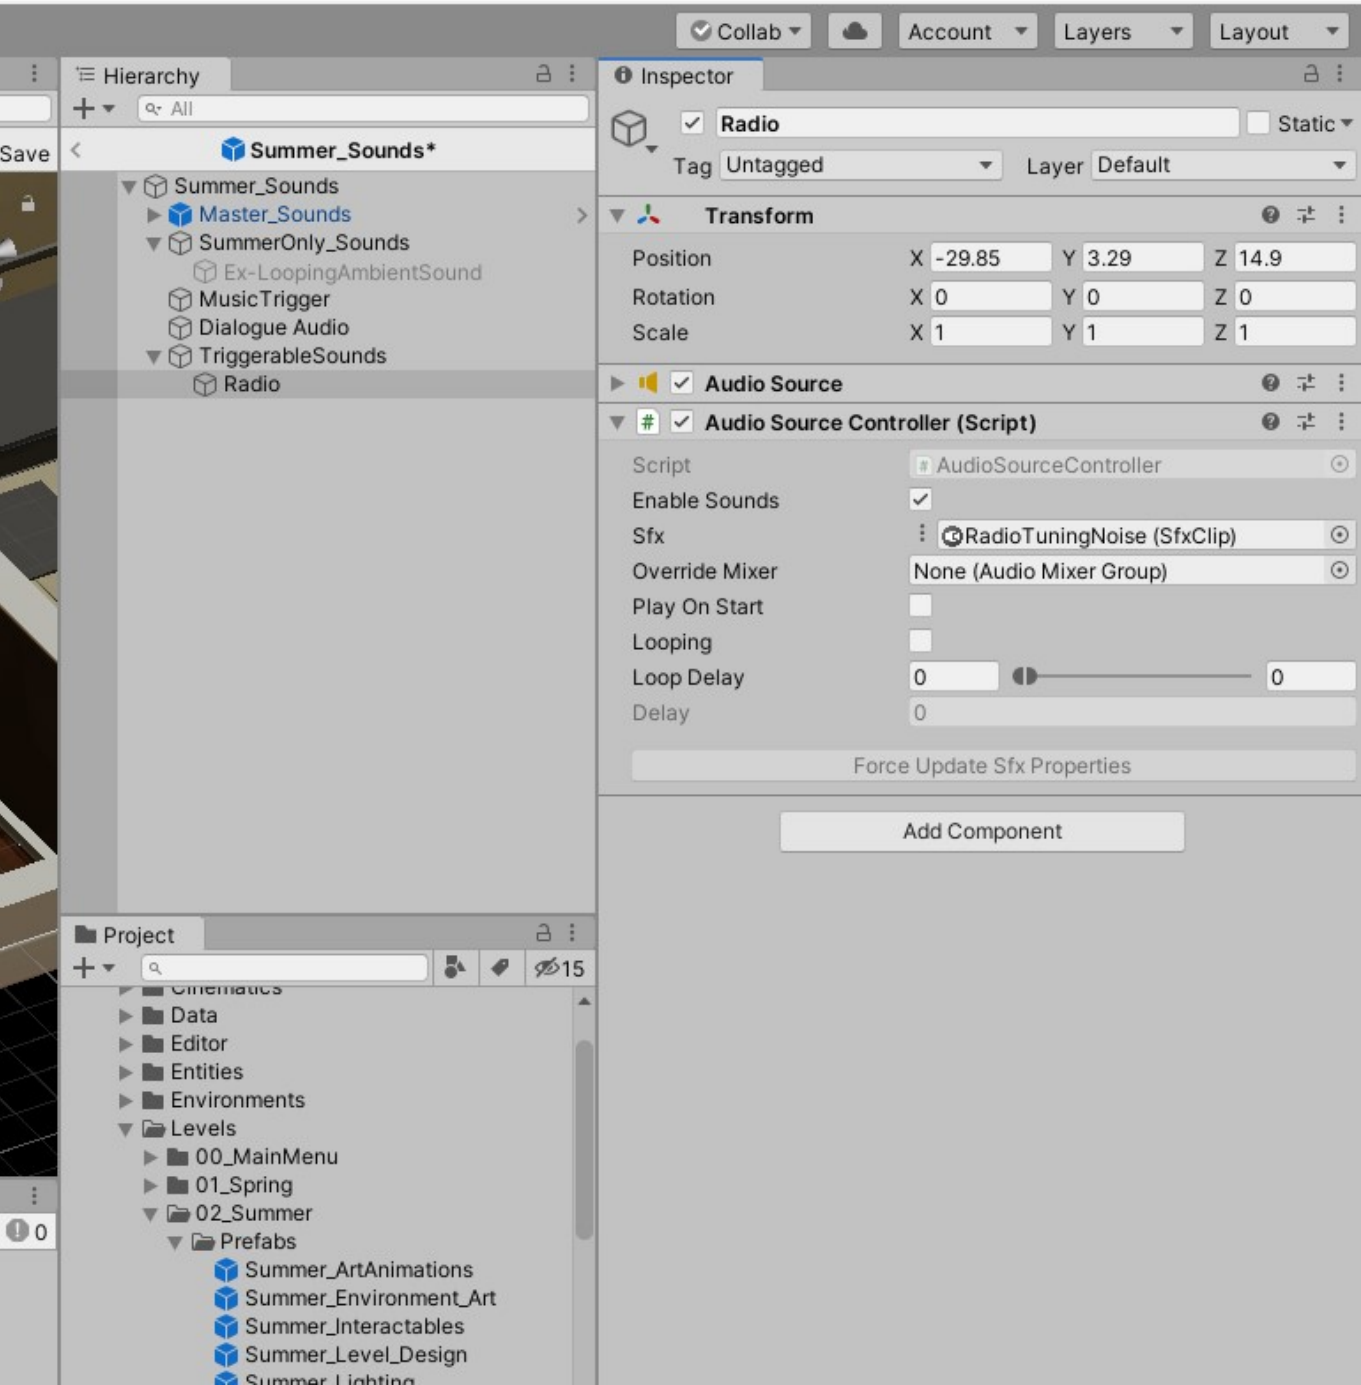 Collab
Account
Layers
Layout
Save
0
Hierarchy
All
Summer_Sounds*
Summer_Sounds
Master_Sounds
SummerOnly_Sounds
Ex-LoopingAmbientSound
MusicTrigger
Dialogue Audio
TriggerableSounds
Radio
Project
15
Cinematics
Data
Editor
Entities
Environments
Levels
00_MainMenu
01_Spring
02_Summer
Prefabs
Summer_ArtAnimations
Summer_Environment_Art
Summer_Interactables
Summer_Level_Design
Summer_Lighting
Inspector
Radio Static
Tag Untagged Layer Default
Transform
Position X -29.85 Y 3.29 Z 14.9
Rotation X 0 Y 0 Z 0
Scale X 1 Y 1 Z 1
Audio Source
# Audio Source Controller (Script)
Script # AudioSourceController
Enable Sounds
Sfx RadioTuningNoise (SfxClip)
Override Mixer None (Audio Mixer Group)
Play On Start
Looping
Loop Delay 0 0
Delay 0
Force Update Sfx Properties
Add Component